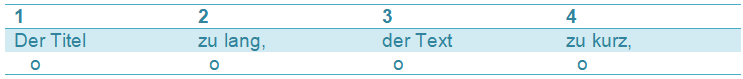 1 2 3 4
Der Titel zu lang, der Text zu kurz,
o o o o